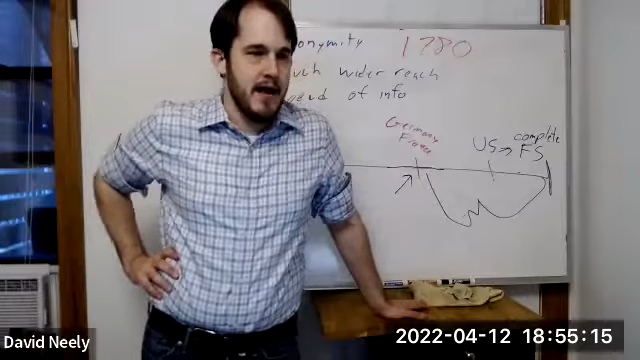 onymity 1780
uch wider reach
peed of info
Germany
France
US → complete
FS
David Neely
2022-04-12 18:55:15